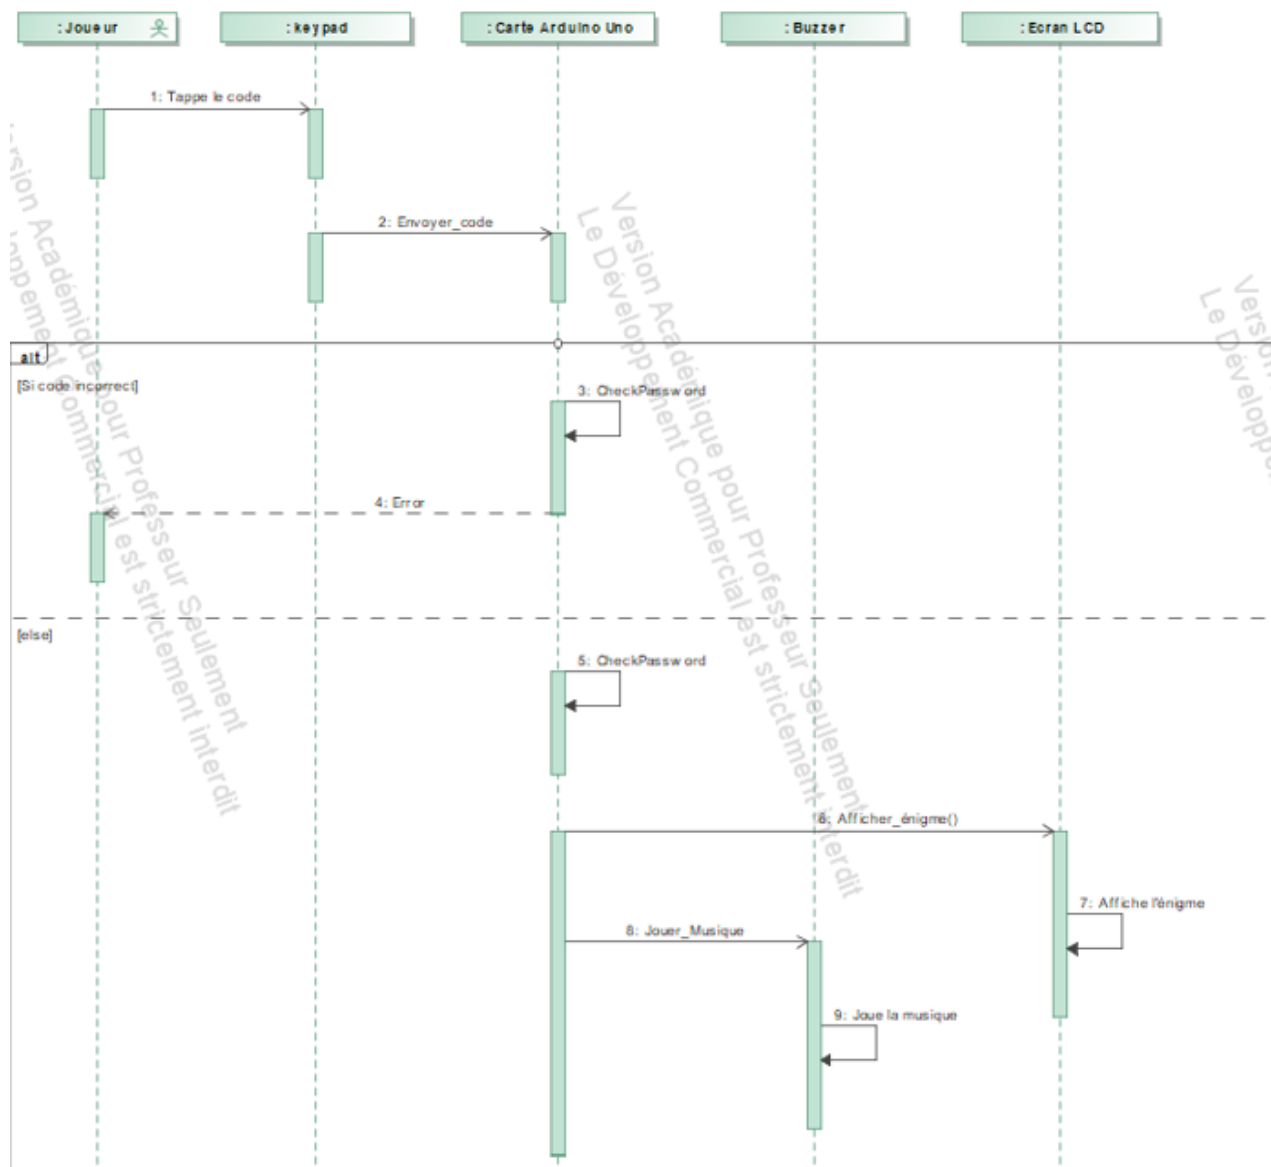 : Joueur
: keypad
: Carte Arduino Uno
: Buzzer
: Ecran LCD
1: Tappe le code
2: Envoyer_code
alt
[Si code incorrect]
3: CheckPassword
4: Error
[else]
5: CheckPassword
6: Afficher_énigme()
7: Affiche l'énigme
8: Jouer_Musique
9: Joue la musique
rsion Académique pour Professeur Seulement
loppement Commercial est strictement interdit
Version Académique pour Professeur Seulement
Le Développement Commercial est strictement interdit
Version
Le Développe